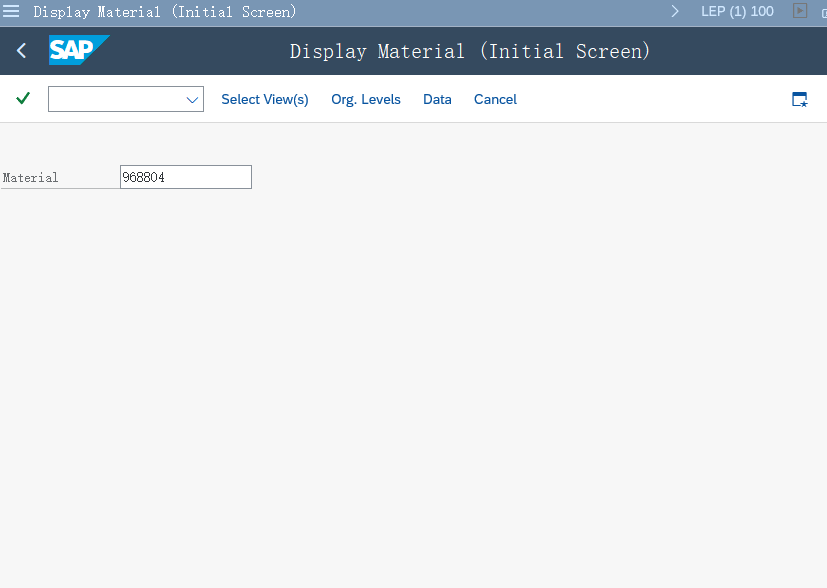 Display Material (Initial Screen)
LEP (1) 100
SAP
Display Material (Initial Screen)
Select View(s) Org. Levels Data Cancel
Material 968804